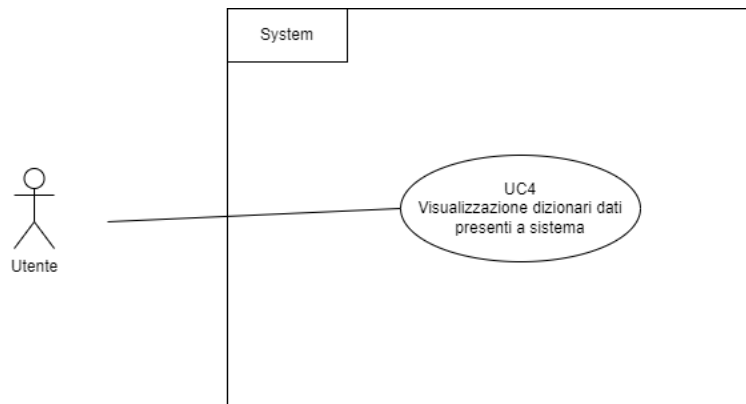 System
UC4
Visualizzazione dizionari dati
presenti a sistema
Utente